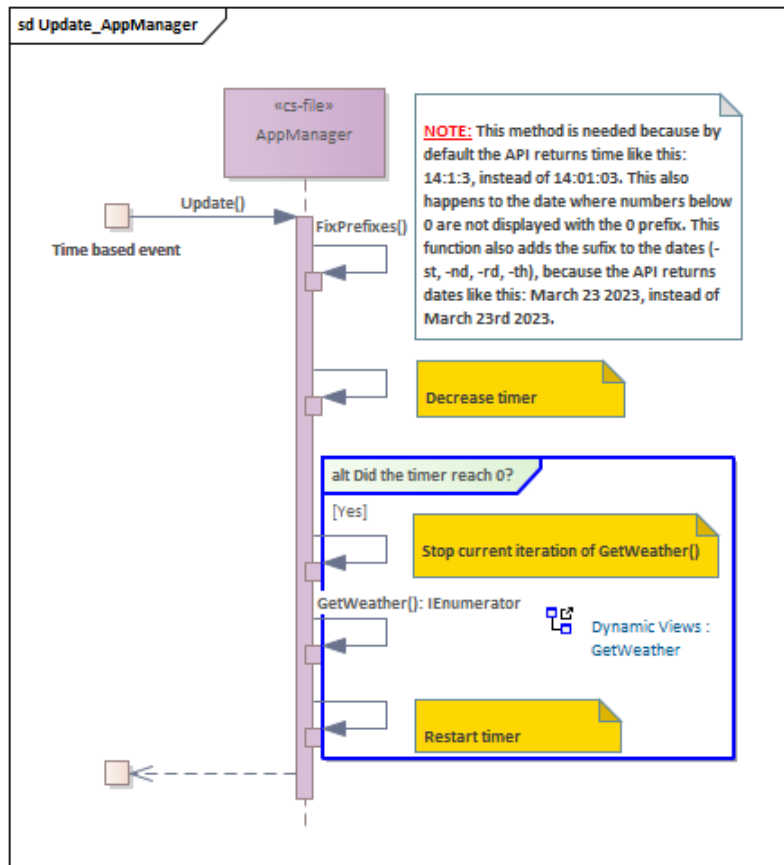 sd Update_AppManager
«cs-file»
AppManager
NOTE: This method is needed because by
default the API returns time like this:
14:1:3, instead of 14:01:03. This also
happens to the date where numbers below
0 are not displayed with the 0 prefix. This
function also adds the sufix to the dates (-
st, -nd, -rd, -th), because the API returns
dates like this: March 23 2023, instead of
March 23rd 2023.
Update()
Time based event
FixPrefixes()
Decrease timer
alt Did the timer reach 0?
[Yes]
Stop current iteration of GetWeather()
GetWeather(): IEnumerator
Dynamic Views :
GetWeather
Restart timer